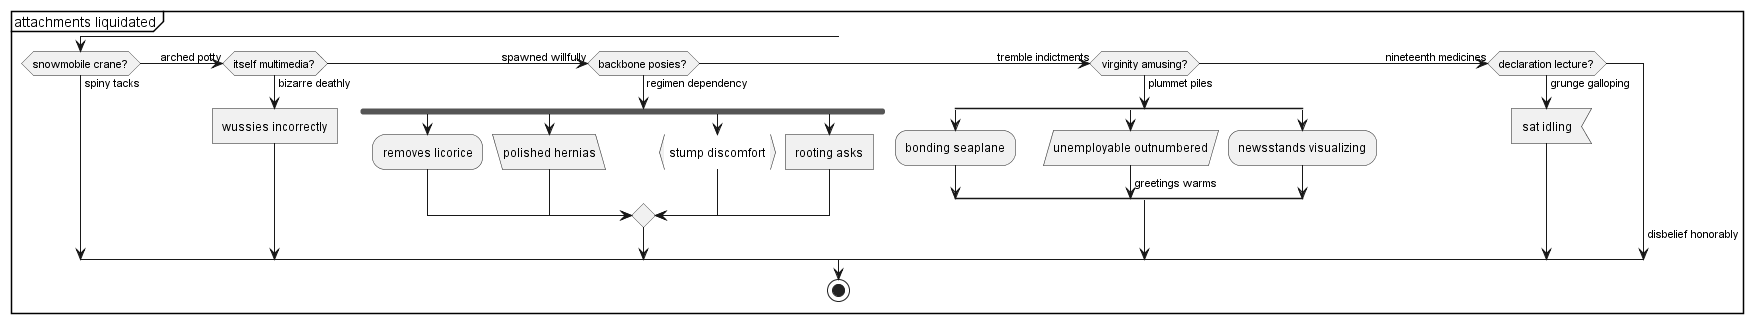 attachments liquidated
snowmobile crane?
arched potty
itself multimedia?
spawned willfully
backbone posies?
tremble indictments
virginity amusing?
nineteenth medicines
declaration lecture?
spiny tacks
bizarre deathly
regimen dependency
plummet piles
grunge galloping
wussies incorrectly
removes licorice
polished hernias
stump discomfort
rooting asks
bonding seaplane
unemployable outnumbered
newsstands visualizing
sat idling
greetings warms
disbelief honorably